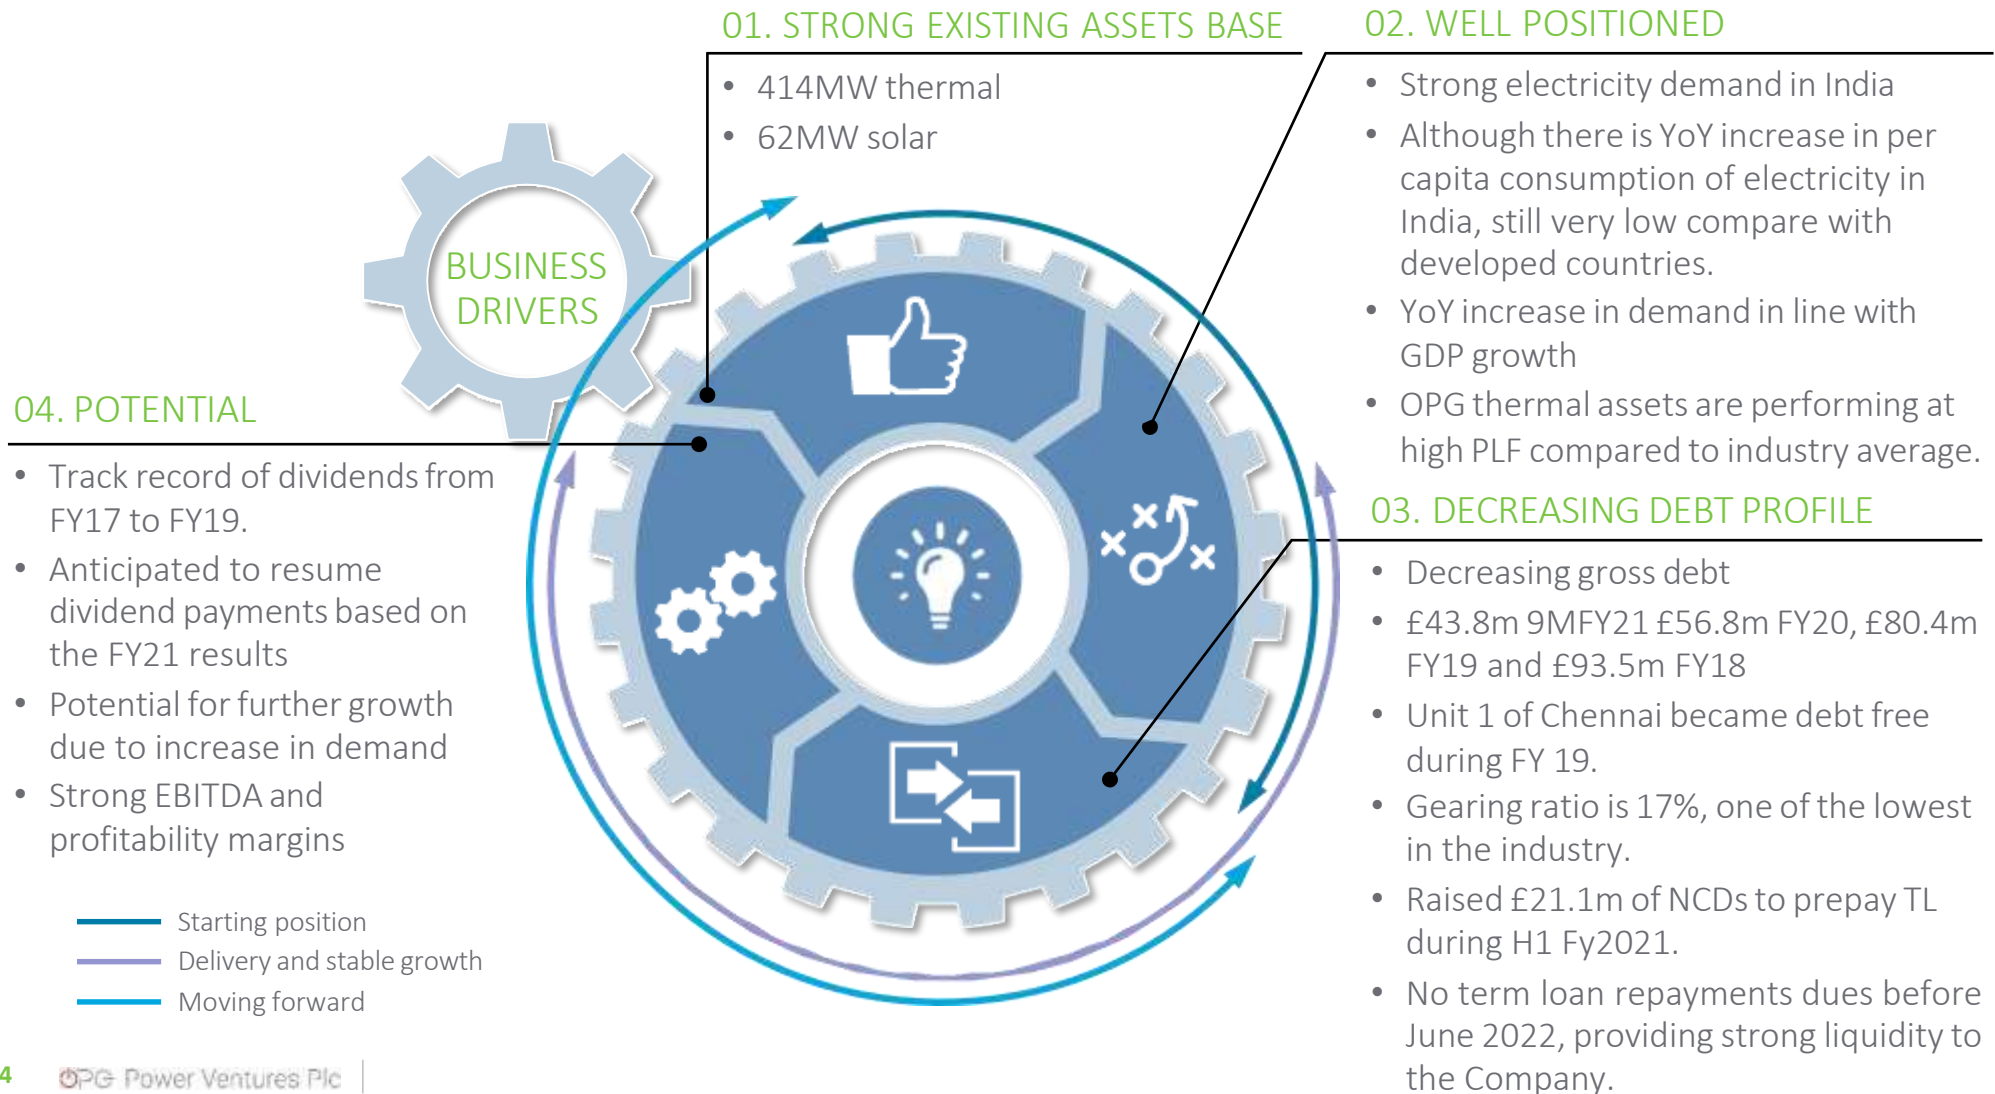 01. STRONG EXISTING ASSETS BASE
• 414MW thermal
• 62MW solar
02. WELL POSITIONED
• Strong electricity demand in India
• Although there is YoY increase in per
capita consumption of electricity in
India, still very low compare with
developed countries.
• YoY increase in demand in line with
GDP growth
• OPG thermal assets are performing at
high PLF compared to industry average.
BUSINESS
DRIVERS
03. DECREASING DEBT PROFILE
• Decreasing gross debt
• £43.8m 9MFY21 £56.8m FY20, £80.4m
FY19 and £93.5m FY18
• Unit 1 of Chennai became debt free
during FY 19.
• Gearing ratio is 17%, one of the lowest
in the industry.
• Raised £21.1m of NCDs to prepay TL
during H1 Fy2021.
• No term loan repayments dues before
June 2022, providing strong liquidity to
the Company.
04. POTENTIAL
• Track record of dividends from
FY17 to FY19.
• Anticipated to resume
dividend payments based on
the FY21 results
• Potential for further growth
due to increase in demand
• Strong EBITDA and
profitability margins
Starting position
Delivery and stable growth
Moving forward
4
OPG Power Ventures Plc